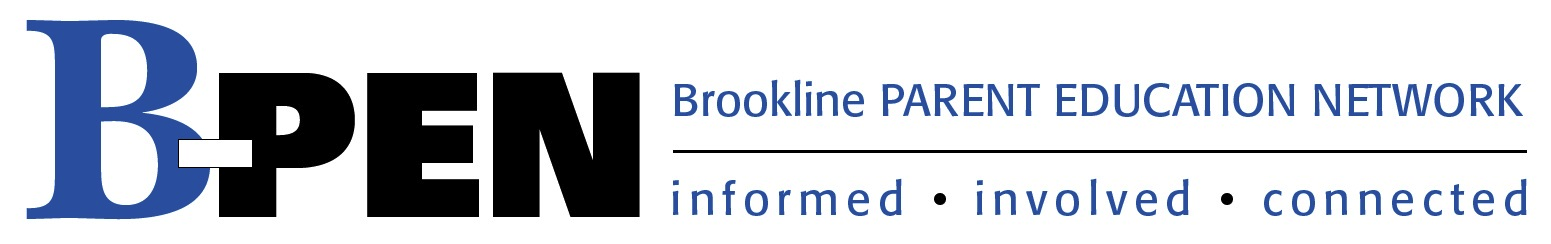 B-PEN
Brookline PARENT EDUCATION NETWORK
informed • involved • connected